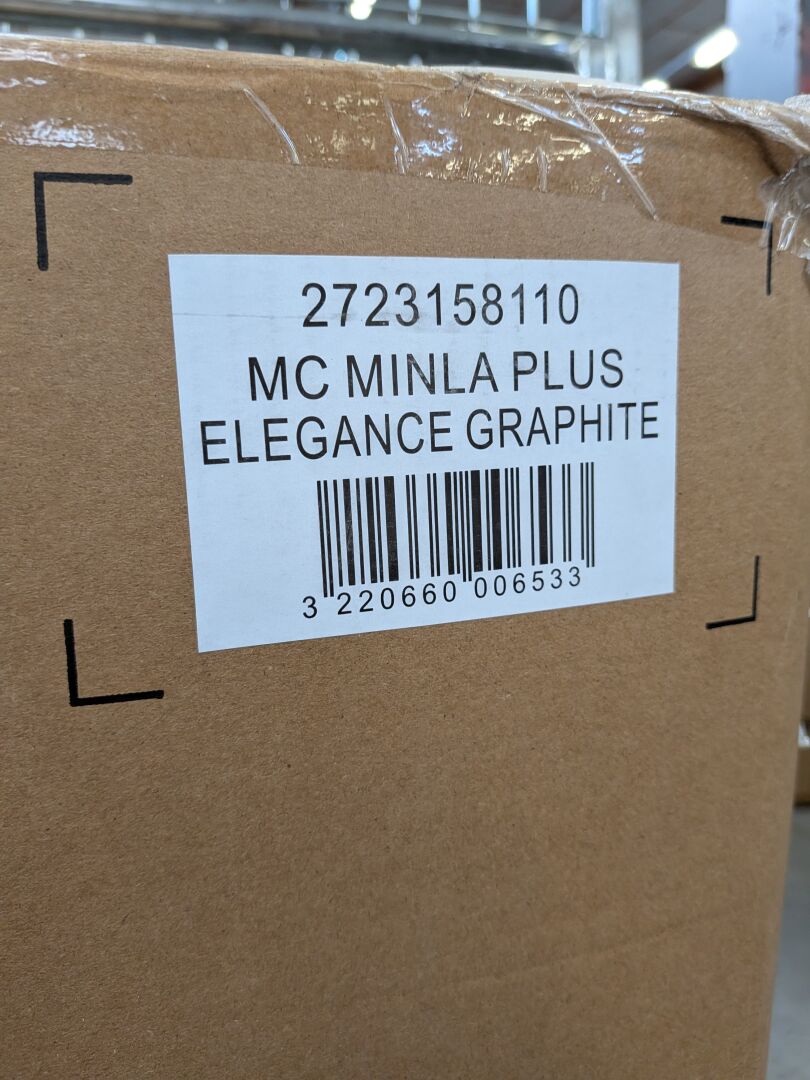 2723158110
MC MINLA PLUS
ELEGANCE GRAPHITE
3 220660 006533